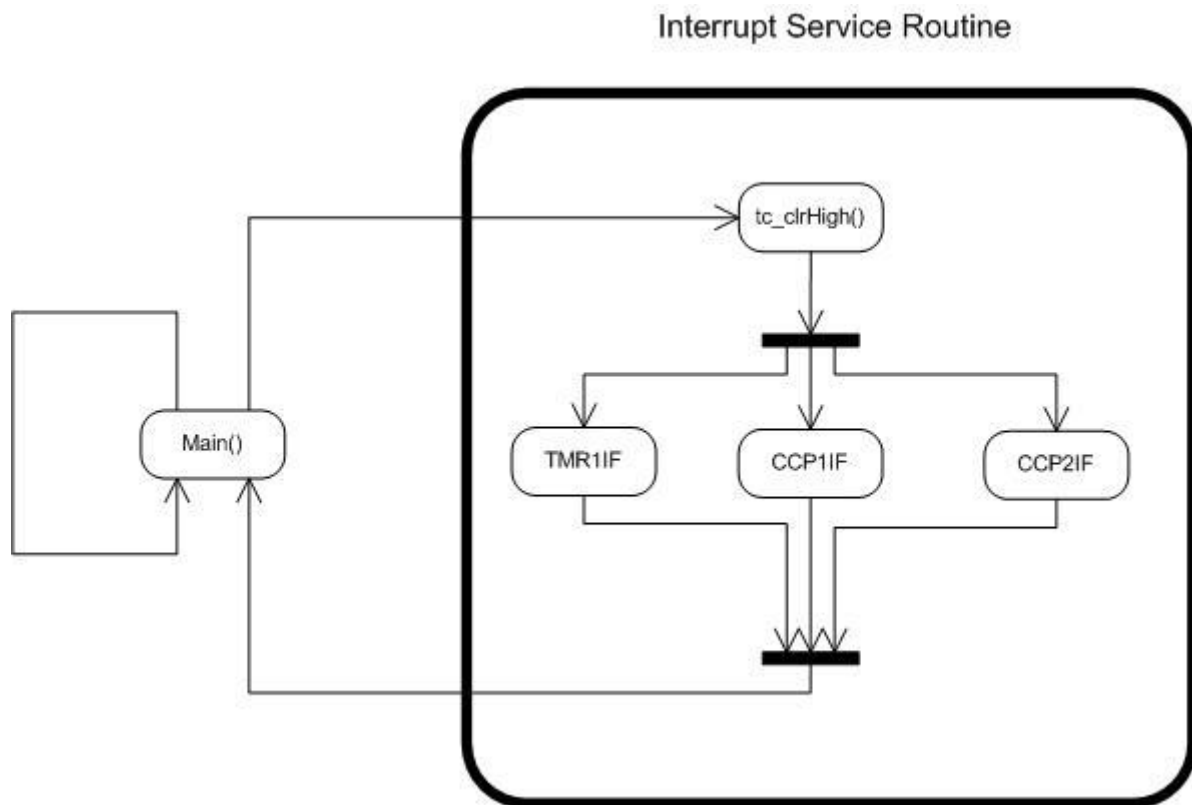 Interrupt Service Routine
tc_clrHigh()
Main()
TMR1IF
CCP1IF
CCP2IF